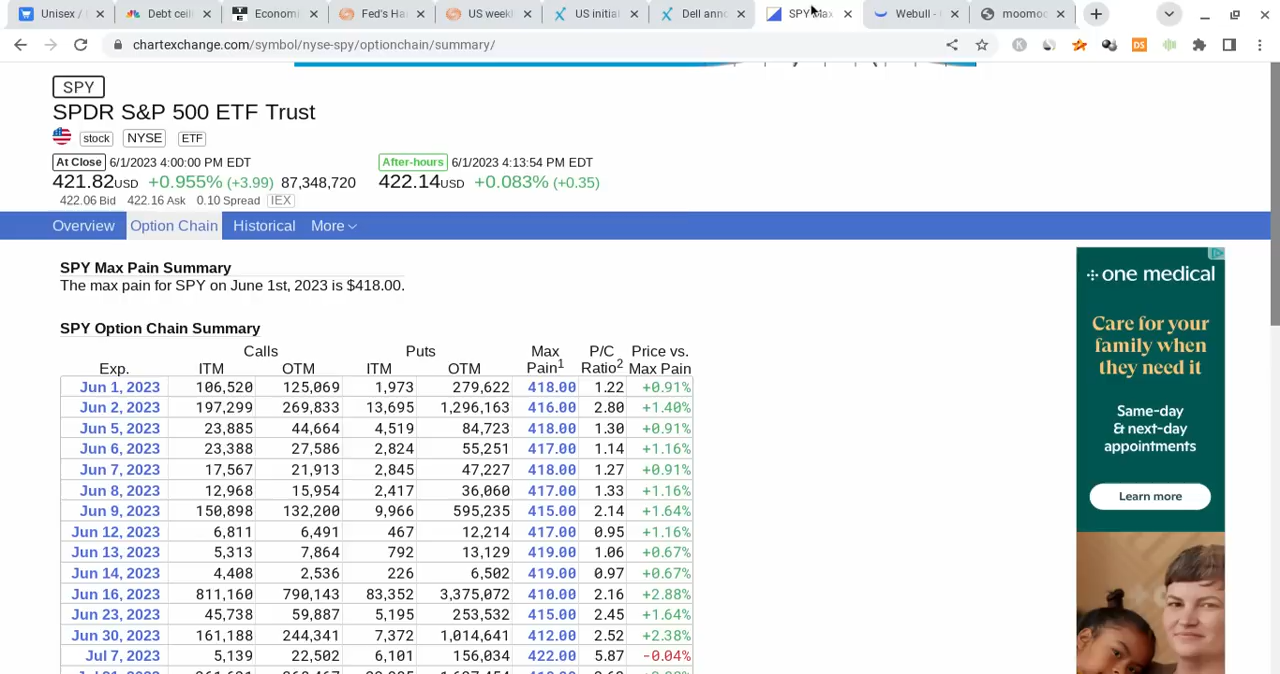 Unisex /
Debt ceil
Economi
Fed's Ha
US week
US initia
Dell anno
SPY Max
Webull -
moomoo
chartexchange.com/symbol/nyse-spy/optionchain/summary/
SPY
SPDR S&P 500 ETF Trust
stock NYSE ETF
At Close 6/1/2023 4:00:00 PM EDT
421.82USD +0.955% (+3.99) 87,348,720
422.06 Bid 422.16 Ask 0.10 Spread IEX
After-hours 6/1/2023 4:13:54 PM EDT
422.14USD +0.083% (+0.35)
Overview Option Chain Historical More
SPY Max Pain Summary
The max pain for SPY on June 1st, 2023 is $418.00.
SPY Option Chain Summary
Calls Puts Max P/C Price vs.
Exp. ITM OTM ITM OTM Pain1 Ratio2 Max Pain
Jun 1, 2023 106,520 125,069 1,973 279,622 418.00 1.22 +0.91%
Jun 2, 2023 197,299 269,833 13,695 1,296,163 416.00 2.80 +1.40%
Jun 5, 2023 23,885 44,664 4,519 84,723 418.00 1.30 +0.91%
Jun 6, 2023 23,388 27,586 2,824 55,251 417.00 1.14 +1.16%
Jun 7, 2023 17,567 21,913 2,845 47,227 418.00 1.27 +0.91%
Jun 8, 2023 12,968 15,954 2,417 36,060 417.00 1.33 +1.16%
Jun 9, 2023 150,898 132,200 9,966 595,235 415.00 2.14 +1.64%
Jun 12, 2023 6,811 6,491 467 12,214 417.00 0.95 +1.16%
Jun 13, 2023 5,313 7,864 792 13,129 419.00 1.06 +0.67%
Jun 14, 2023 4,408 2,536 226 6,502 419.00 0.97 +0.67%
Jun 16, 2023 811,160 790,143 83,352 3,375,072 410.00 2.16 +2.88%
Jun 23, 2023 45,738 59,887 5,195 253,532 415.00 2.45 +1.64%
Jun 30, 2023 161,188 244,341 7,372 1,014,641 412.00 2.52 +2.38%
Jul 7, 2023 5,139 22,502 6,101 156,034 422.00 5.87 -0.04%
one medical
Care for your
family when
they need it
Same-day
& next-day
appointments
Learn more